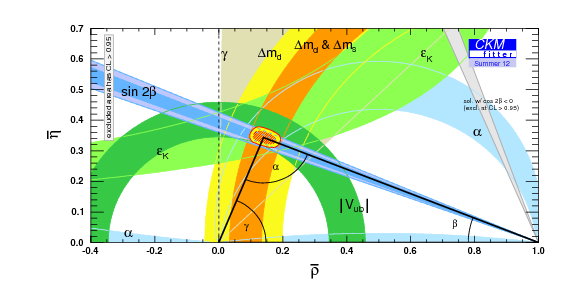 0.7
0.6
0.5
0.4
0.3
0.2
0.1
0.0
η̅
excluded area has CL > 0.95
γ
Δm_d
Δm_d & Δm_s
ε_K
CKM
fitter
Summer 12
sin 2β
sol. w/ cos 2β < 0
(excl. at CL > 0.95)
α
ε_K
α
|V_ub|
α
γ
β
-0.4
-0.2
0.0
0.2
0.4
0.6
0.8
1.0
ρ̅